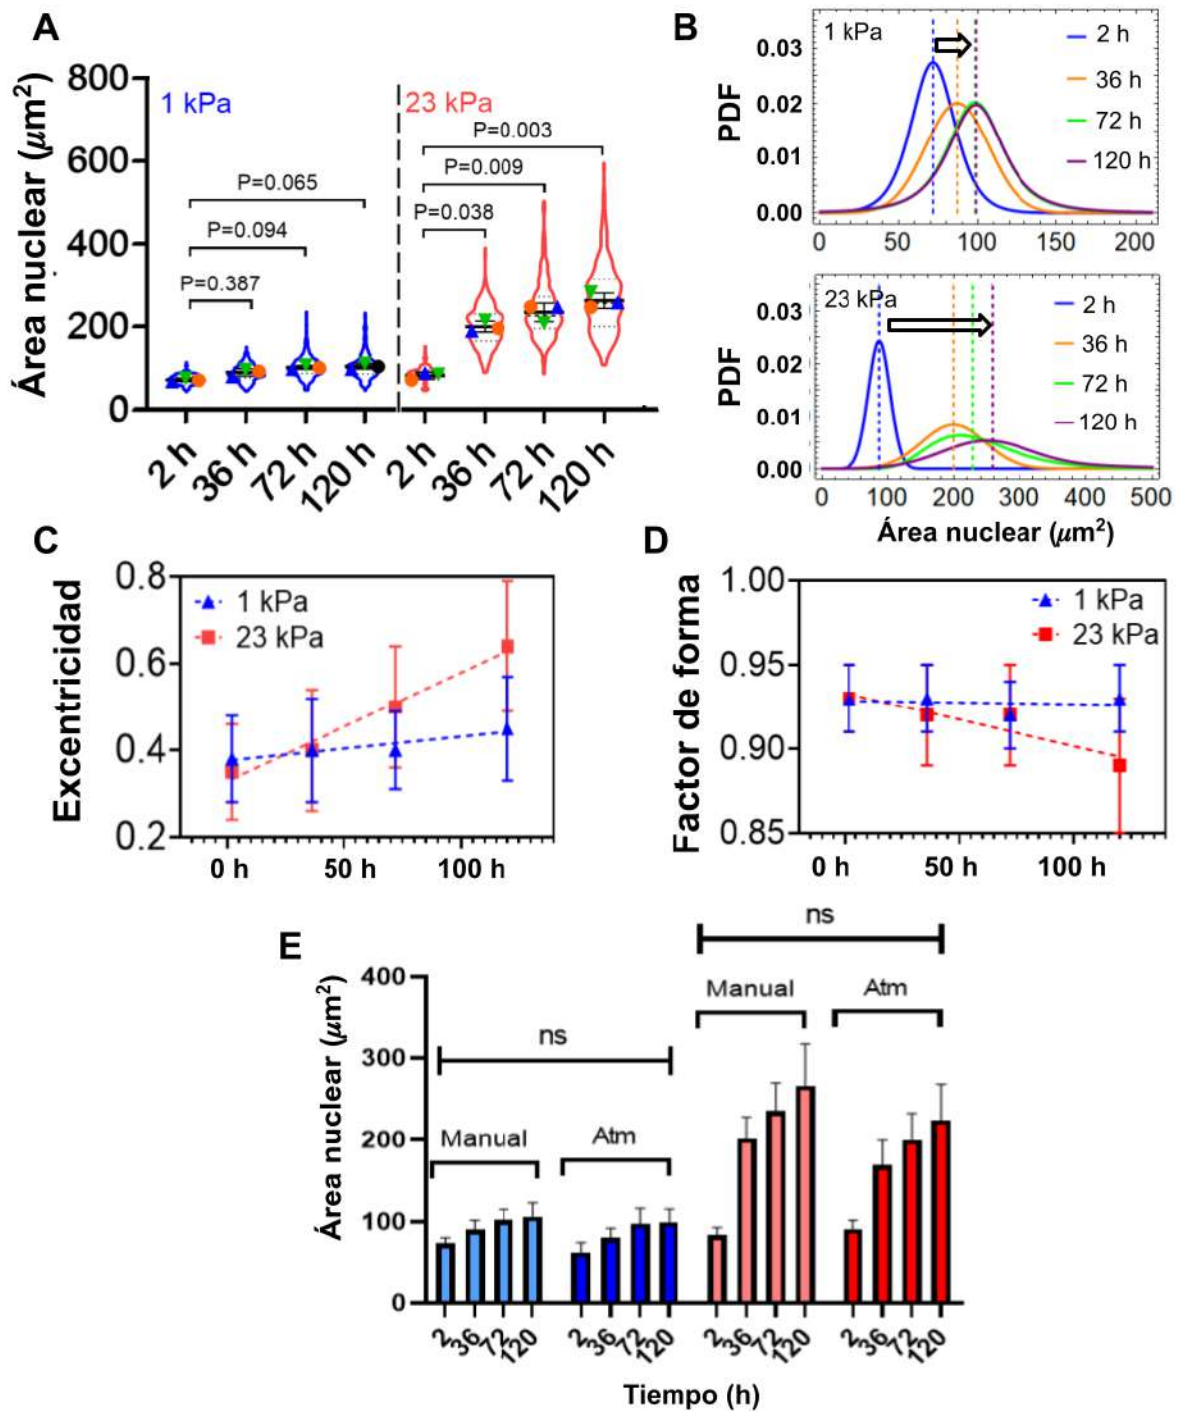 A
Área nuclear (μm²)
800
600
400
200
0
1 kPa
23 kPa
P=0.387
P=0.094
P=0.065
P=0.038
P=0.009
P=0.003
2 h
36 h
72 h
120 h
2 h
36 h
72 h
120 h
B
PDF
0.03
0.02
0.01
0.00
1 kPa
2 h
36 h
72 h
120 h
0
50
100
150
200
PDF
0.03
0.02
0.01
0.00
23 kPa
2 h
36 h
72 h
120 h
0
100
200
300
400
500
Área nuclear (μm²)
C
Excentricidad
0.8
0.6
0.4
0.2
1 kPa
23 kPa
0 h
50 h
100 h
D
Factor de forma
1.00
0.95
0.90
0.85
1 kPa
23 kPa
0 h
50 h
100 h
E
Área nuclear (μm²)
400
300
200
100
0
ns
Manual
Atm
ns
Manual
Atm
2
36
72
120
2
36
72
120
2
36
72
120
2
36
72
120
Tiempo (h)